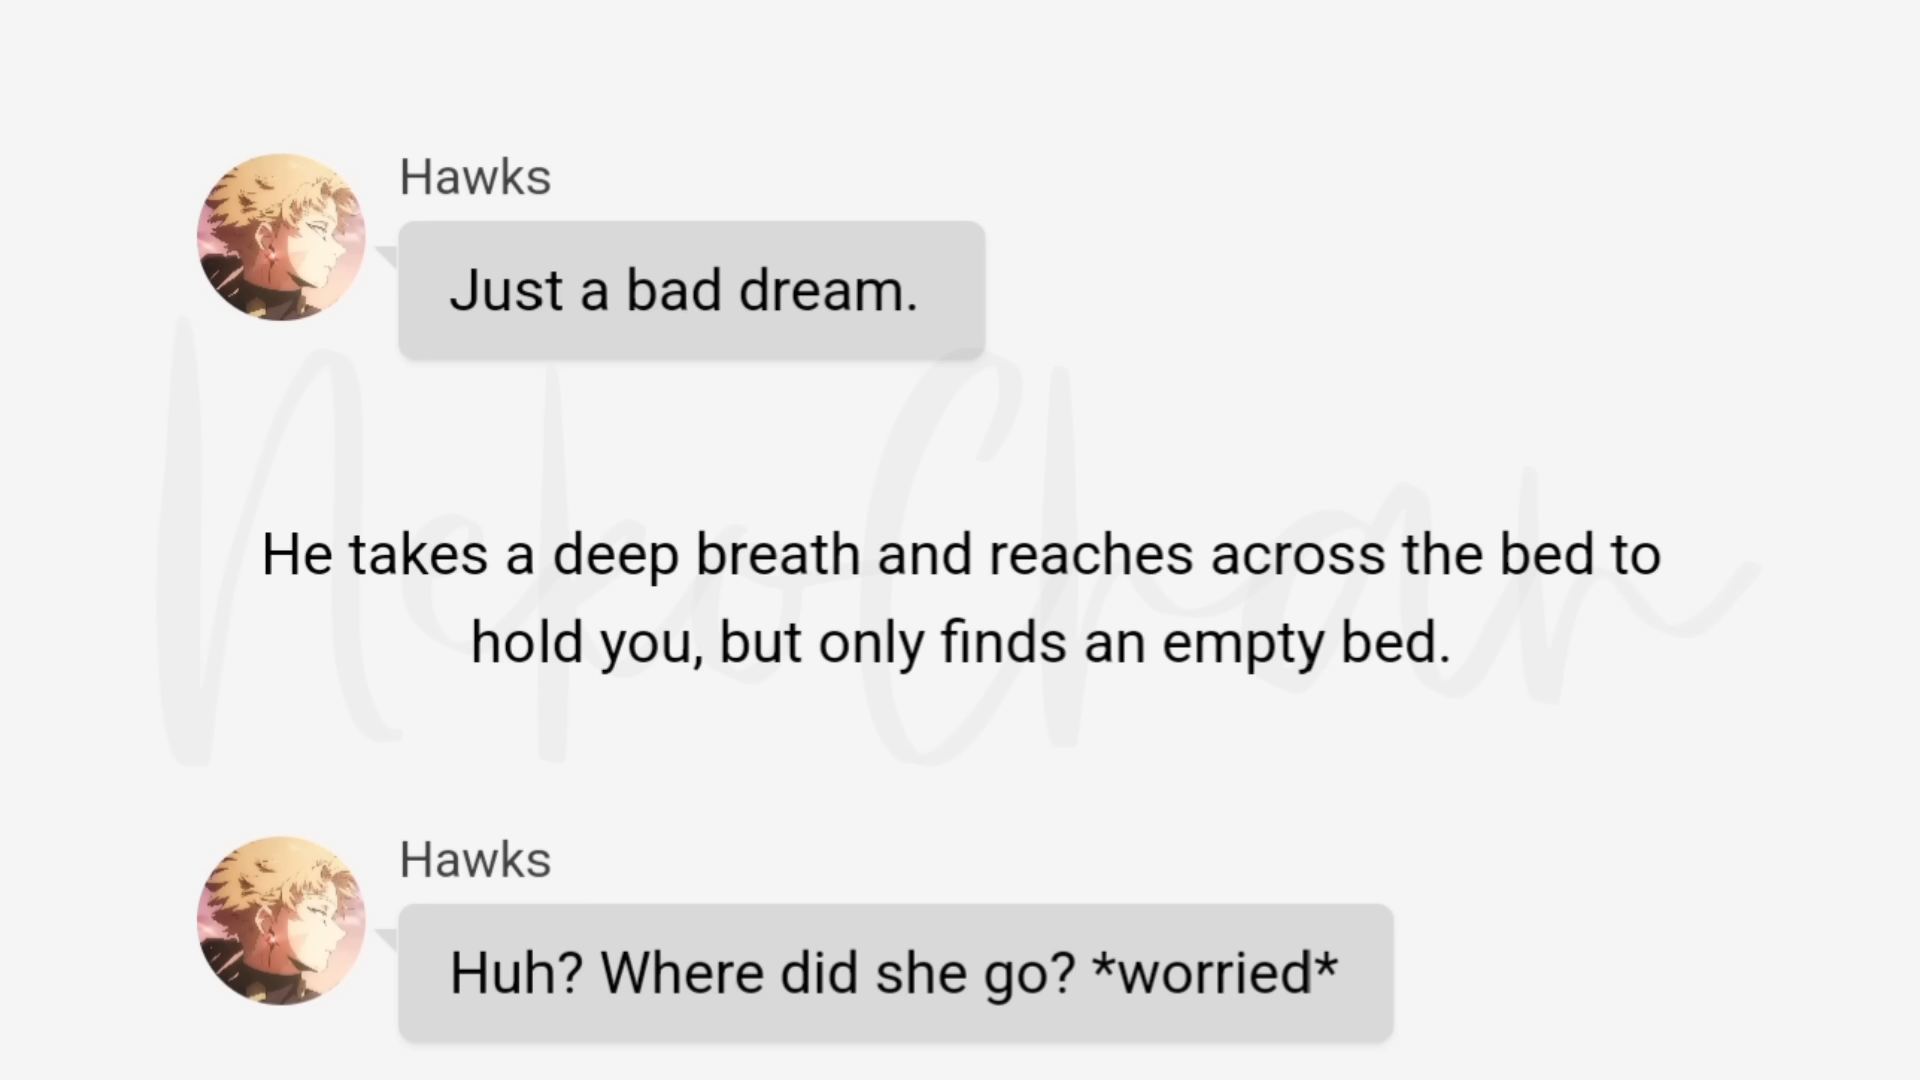 Hawks
Just a bad dream.
He takes a deep breath and reaches across the bed to
hold you, but only finds an empty bed.
Hawks
Huh? Where did she go? *worried*
NekoChan